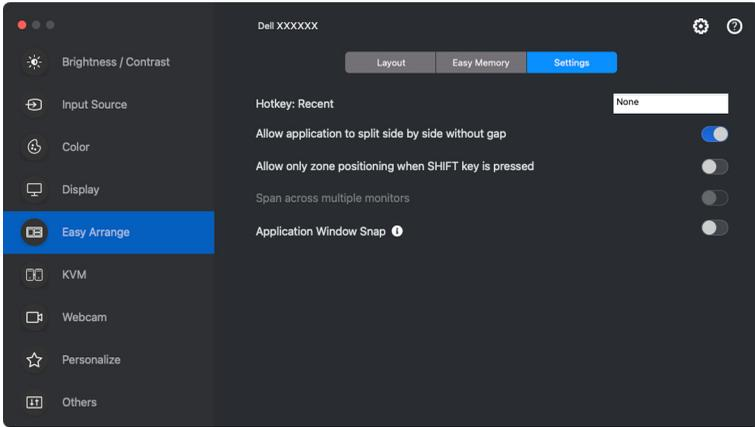 Dell XXXXXX
Brightness / Contrast
Input Source
Color
Display
Easy Arrange
KVM
Webcam
Personalize
Others
Layout
Easy Memory
Settings
Hotkey: Recent
None
Allow application to split side by side without gap
Allow only zone positioning when SHIFT key is pressed
Span across multiple monitors
Application Window Snap